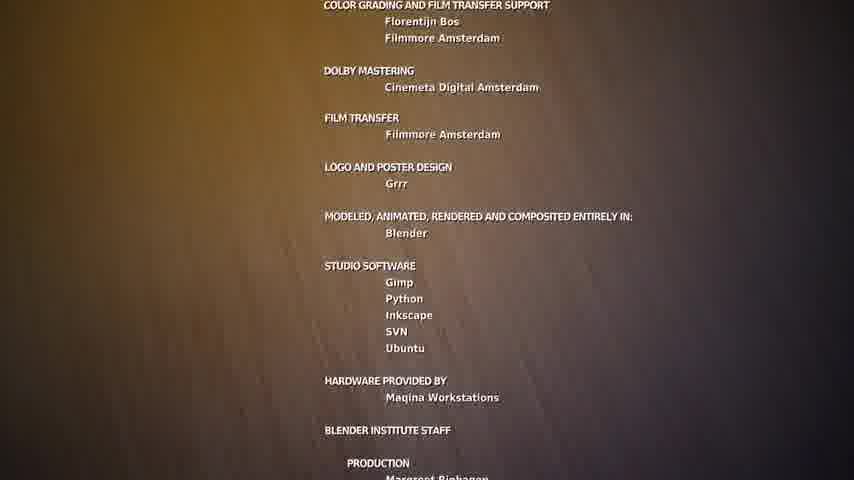 COLOR GRADING AND FILM TRANSFER SUPPORT
Florentijn Bos
Filmmore Amsterdam
DOLBY MASTERING
Cinemeta Digital Amsterdam
FILM TRANSFER
Filmmore Amsterdam
LOGO AND POSTER DESIGN
Grrr
MODELED, ANIMATED, RENDERED AND COMPOSITED ENTIRELY IN:
Blender
STUDIO SOFTWARE
Gimp
Python
Inkscape
SVN
Ubuntu
HARDWARE PROVIDED BY
Maqina Workstations
BLENDER INSTITUTE STAFF
PRODUCTION